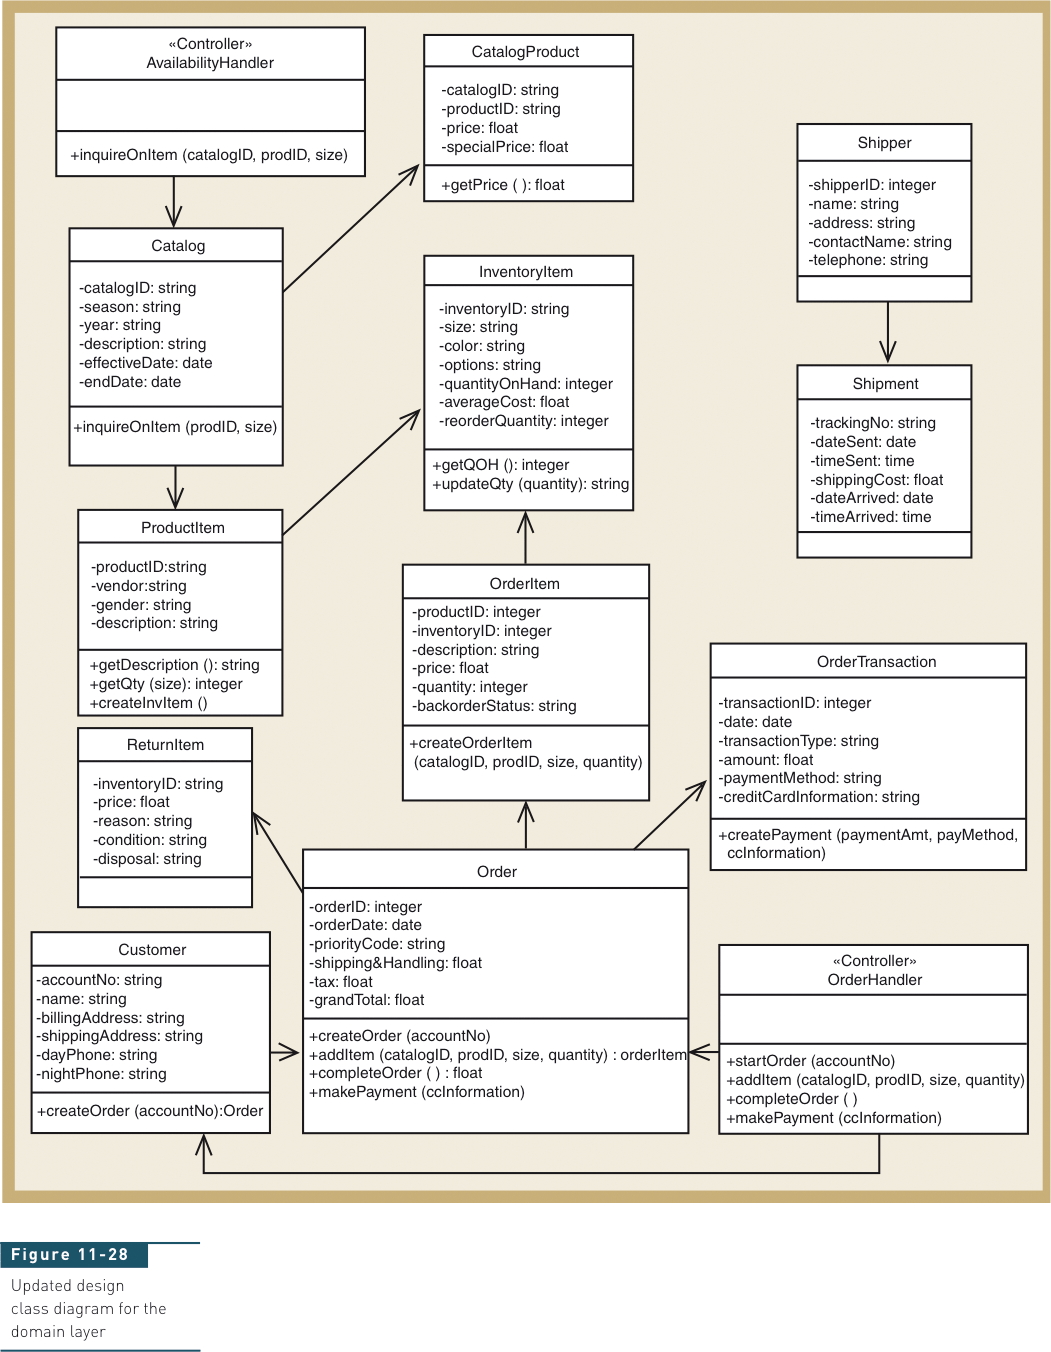 «Controller»
AvailabilityHandler
+inquireOnItem (catalogID, prodID, size)
CatalogProduct
-catalogID: string
-productID: string
-price: float
-specialPrice: float
+getPrice ( ): float
Shipper
-shipperID: integer
-name: string
-address: string
-contactName: string
-telephone: string
Catalog
-catalogID: string
-season: string
-year: string
-description: string
-effectiveDate: date
-endDate: date
+inquireOnItem (prodID, size)
InventoryItem
-inventoryID: string
-size: string
-color: string
-options: string
-quantityOnHand: integer
-averageCost: float
-reorderQuantity: integer
+getQOH (): integer
+updateQty (quantity): string
Shipment
-trackingNo: string
-dateSent: date
-timeSent: time
-shippingCost: float
-dateArrived: date
-timeArrived: time
ProductItem
-productID:string
-vendor:string
-gender: string
-description: string
+getDescription (): string
+getQty (size): integer
+createInvItem ()
OrderItem
-productID: integer
-inventoryID: integer
-description: string
-price: float
-quantity: integer
-backorderStatus: string
+createOrderItem
(catalogID, prodID, size, quantity)
OrderTransaction
-transactionID: integer
-date: date
-transactionType: string
-amount: float
-paymentMethod: string
-creditCardInformation: string
+createPayment (paymentAmt, payMethod,
ccInformation)
ReturnItem
-inventoryID: string
-price: float
-reason: string
-condition: string
-disposal: string
Order
-orderID: integer
-orderDate: date
-priorityCode: string
-shipping&Handling: float
-tax: float
-grandTotal: float
+createOrder (accountNo)
+addItem (catalogID, prodID, size, quantity) : orderItem
+completeOrder ( ) : float
+makePayment (ccInformation)
Customer
-accountNo: string
-name: string
-billingAddress: string
-shippingAddress: string
-dayPhone: string
-nightPhone: string
+createOrder (accountNo):Order
«Controller»
OrderHandler
+startOrder (accountNo)
+addItem (catalogID, prodID, size, quantity)
+completeOrder ( )
+makePayment (ccInformation)
Figure 11-28
Updated design
class diagram for the
domain layer